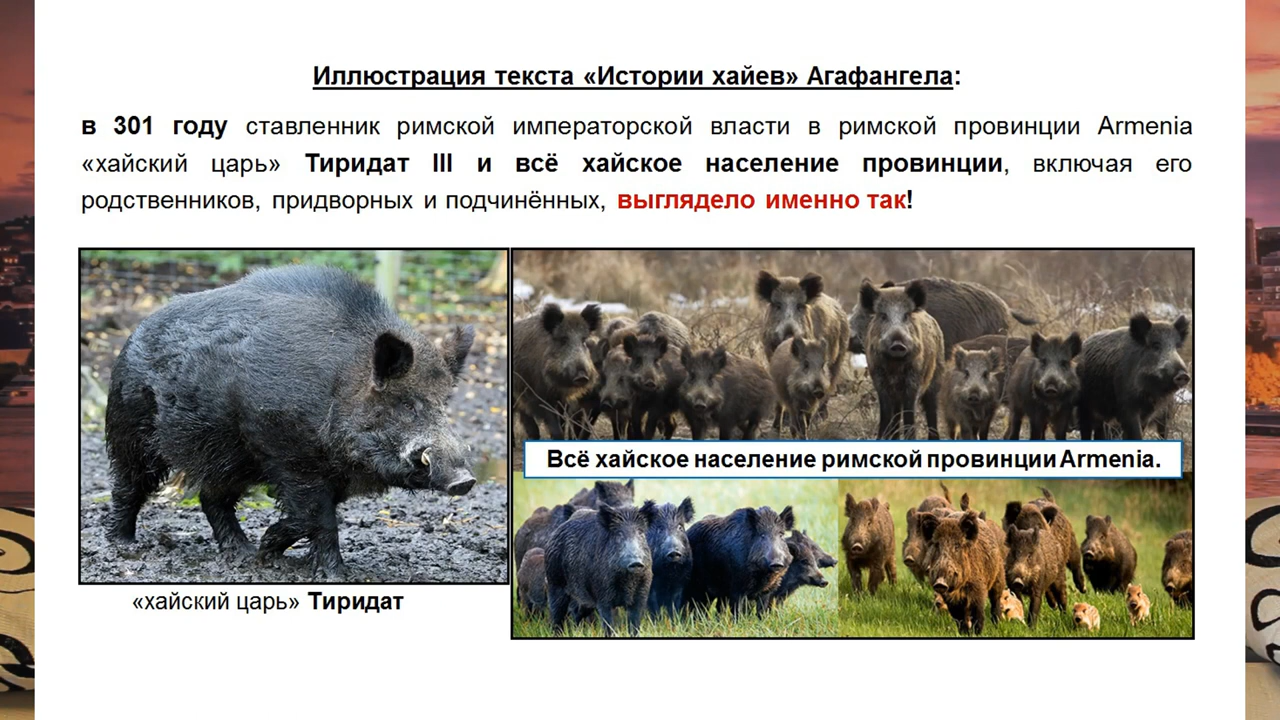 Иллюстрация текста «Истории хайев» Агафангела:
в 301 году ставленник римской императорской власти в римской провинции Armenia
«хайский царь» Тиридат III и всё хайское население провинции, включая его
родственников, придворных и подчинённых, выглядело именно так!
Всё хайское население римской провинции Armenia.
«хайский царь» Тиридат